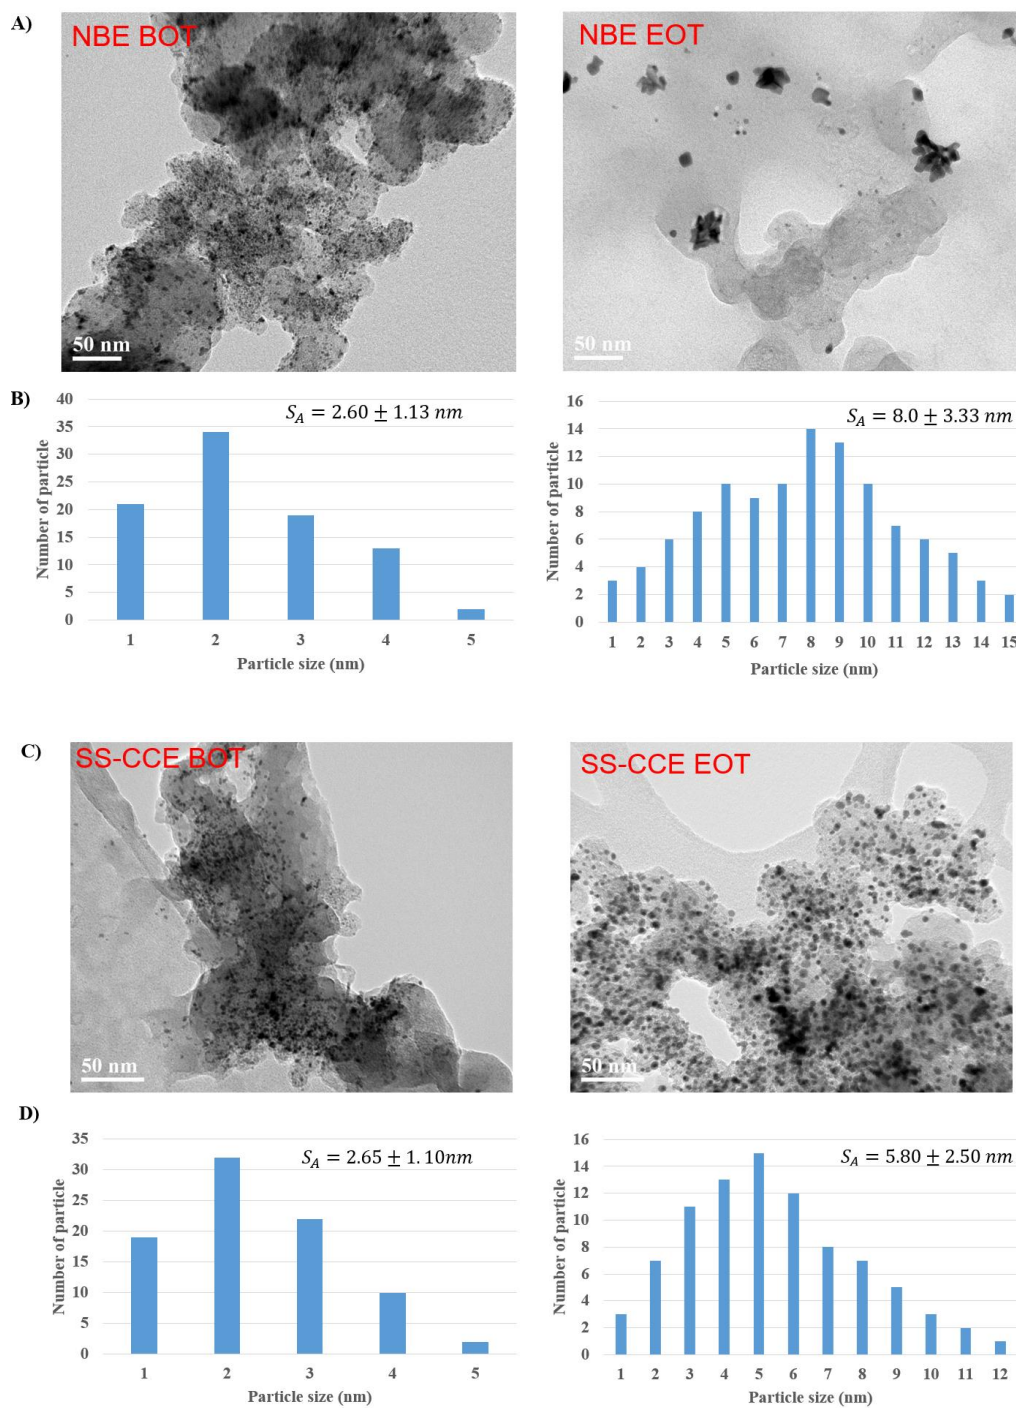 A)
NBE BOT
NBE EOT
50 nm
50 nm
B)
S_A = 2.60 ± 1.13 nm
40
35
30
25
20
15
10
5
0
Number of particle
1 2 3 4 5
Particle size (nm)
S_A = 8.0 ± 3.33 nm
16
14
12
10
8
6
4
2
0
Number of particle
1 2 3 4 5 6 7 8 9 10 11 12 13 14 15
Particle size (nm)
C)
SS-CCE BOT
SS-CCE EOT
50 nm
50 nm
D)
S_A = 2.65 ± 1.10nm
35
30
25
20
15
10
5
0
Number of particle
1 2 3 4 5
Particle size (nm)
S_A = 5.80 ± 2.50 nm
16
14
12
10
8
6
4
2
0
Number of particle
1 2 3 4 5 6 7 8 9 10 11 12
Particle size (nm)